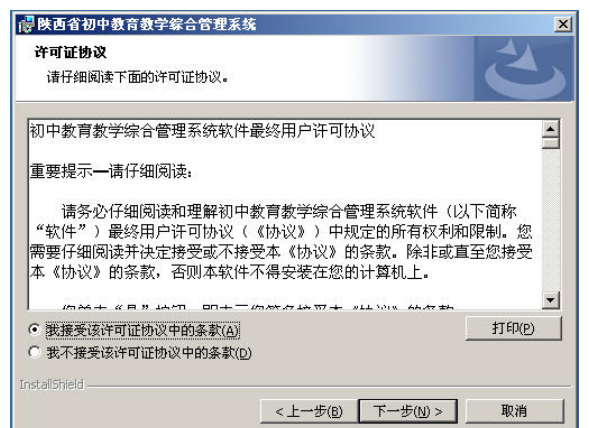 陕西省初中教育教学综合管理系统
许可证协议
请仔细阅读下面的许可证协议。
初中教育教学综合管理系统软件最终用户许可协议
重要提示—请仔细阅读:
请务必仔细阅读和理解初中教育教学综合管理系统软件（以下简称
“软件”）最终用户许可协议（《协议》）中规定的所有权利和限制。您
需要仔细阅读并决定接受或不接受本《协议》的条款。除非或直至您接受
本《协议》的条款，否则本软件不得安装在您的计算机上。
我接受该许可证协议中的条款(A)
打印(P)
我不接受该许可证协议中的条款(D)
InstallShield
<上一步(B)
下一步(N) >
取消